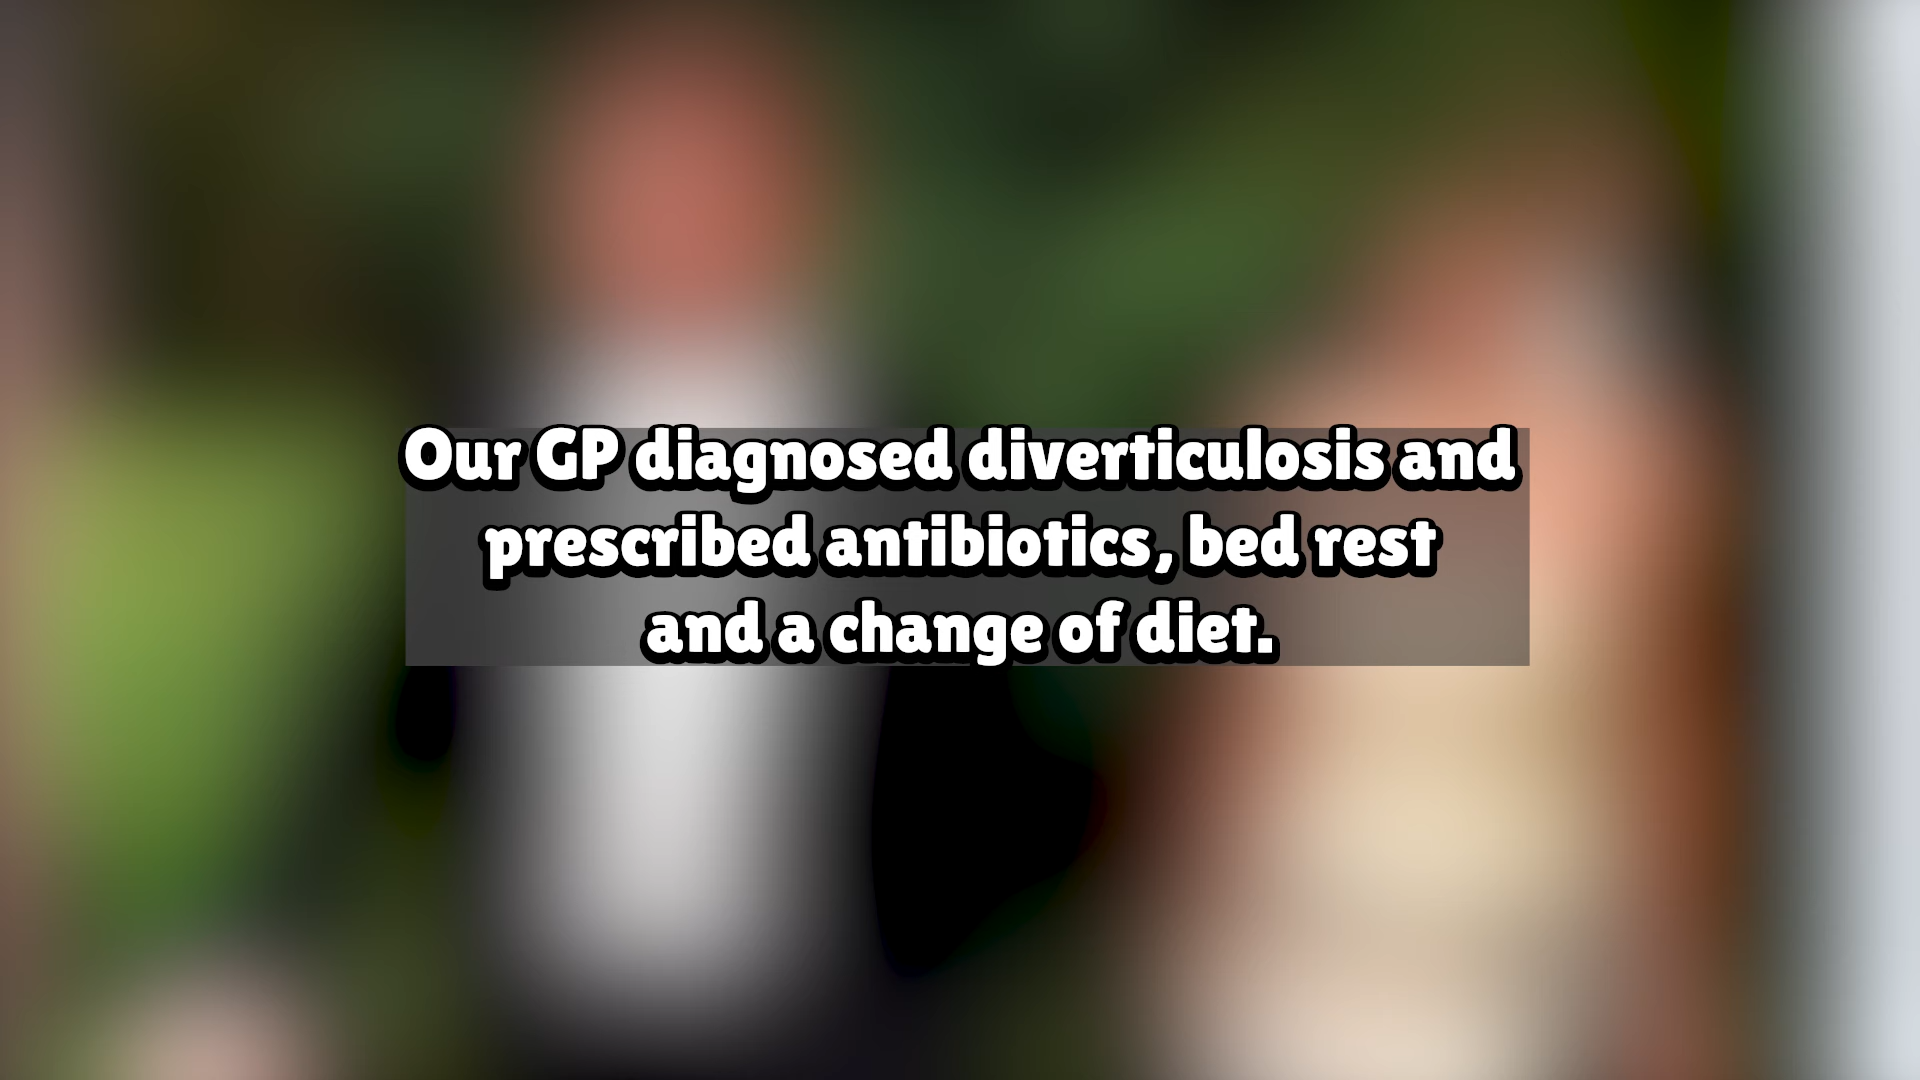 Our GP diagnosed diverticulosis and
prescribed antibiotics, bed rest
and a change of diet.